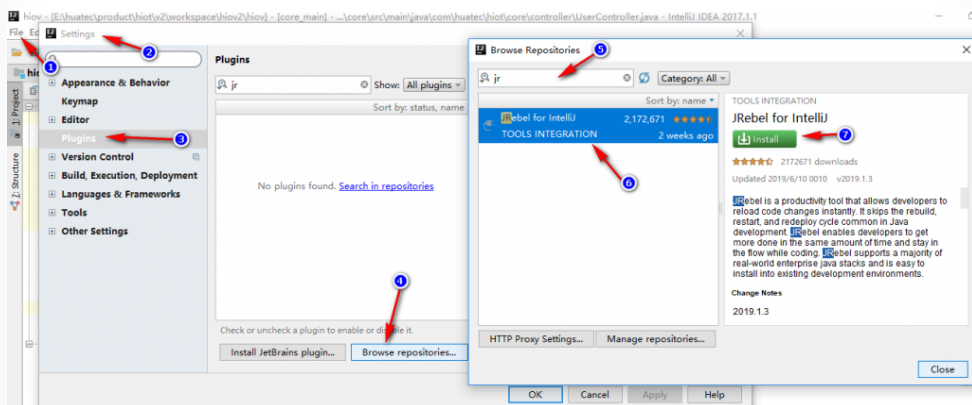 hiov - [E:\huatec\product\hiot\v2\workspace\hiov2\hiov] - [core_main] - ...\core\src\main\java\com\huatec\hiot\core\controller\UserController.java - IntelliJ IDEA 2017.1.1
File
1
Settings
2
hio
1: Project
7: Structure
Appearance & Behavior
Keymap
Editor
Plugins
3
Version Control
Build, Execution, Deployment
Languages & Frameworks
Tools
Other Settings
Plugins
jr
Show: All plugins
Sort by: status, name
No plugins found. Search in repositories
4
Check or uncheck a plugin to enable or disable it.
Install JetBrains plugin...
Browse repositories...
OK
Cancel
Apply
Help
Browse Repositories
5
jr
Category: All
Sort by: name
JRebel for IntelliJ
2,172,671
TOOLS INTEGRATION
2 weeks ago
6
TOOLS INTEGRATION
JRebel for IntelliJ
Install
7
2172671 downloads
Updated 2019/6/10 0010 v2019.1.3
JRebel is a productivity tool that allows developers to
reload code changes instantly. It skips the rebuild,
restart, and redeploy cycle common in Java
development. JRebel enables developers to get
more done in the same amount of time and stay in
the flow while coding. JRebel supports a majority of
real-world enterprise java stacks and is easy to
install into existing development environments.
Change Notes
2019.1.3
HTTP Proxy Settings...
Manage repositories...
Close